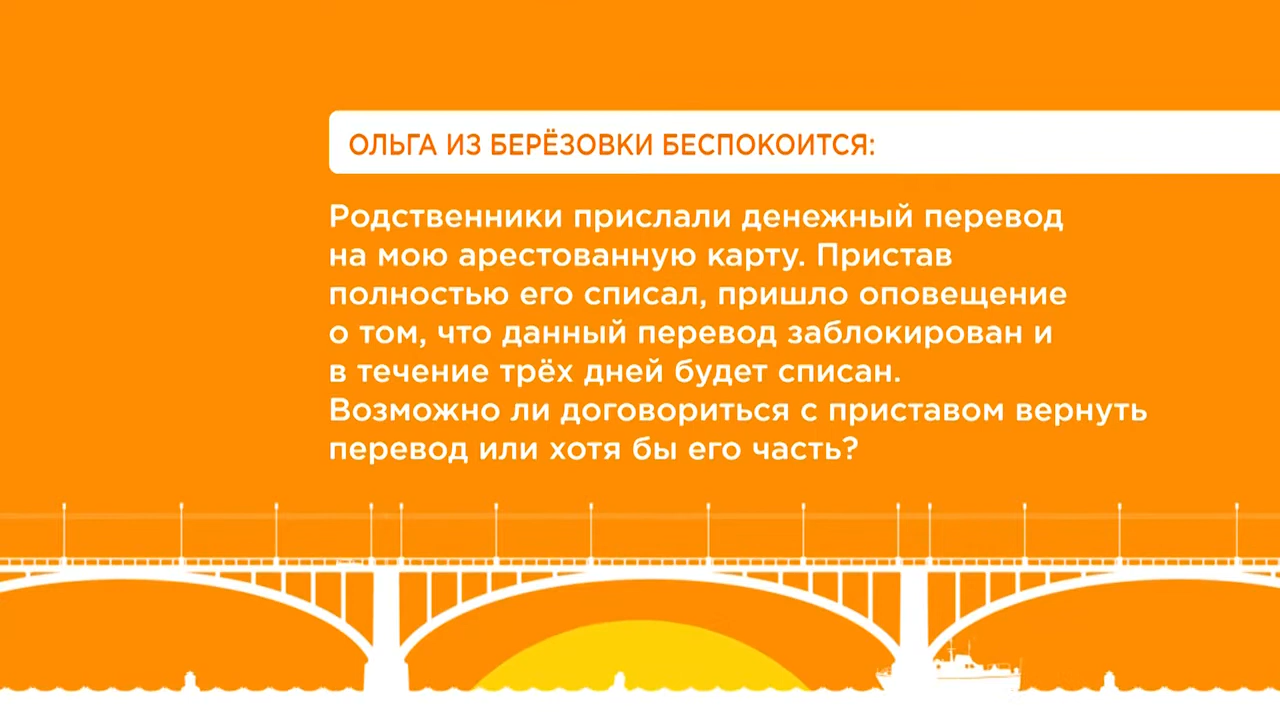 ОЛЬГА ИЗ БЕРЁЗОВКИ БЕСПОКОИТСЯ:
Родственники прислали денежный перевод
на мою арестованную карту. Пристав
полностью его списал, пришло оповещение
о том, что данный перевод заблокирован и
в течение трёх дней будет списан.
Возможно ли договориться с приставом вернуть
перевод или хотя бы его часть?